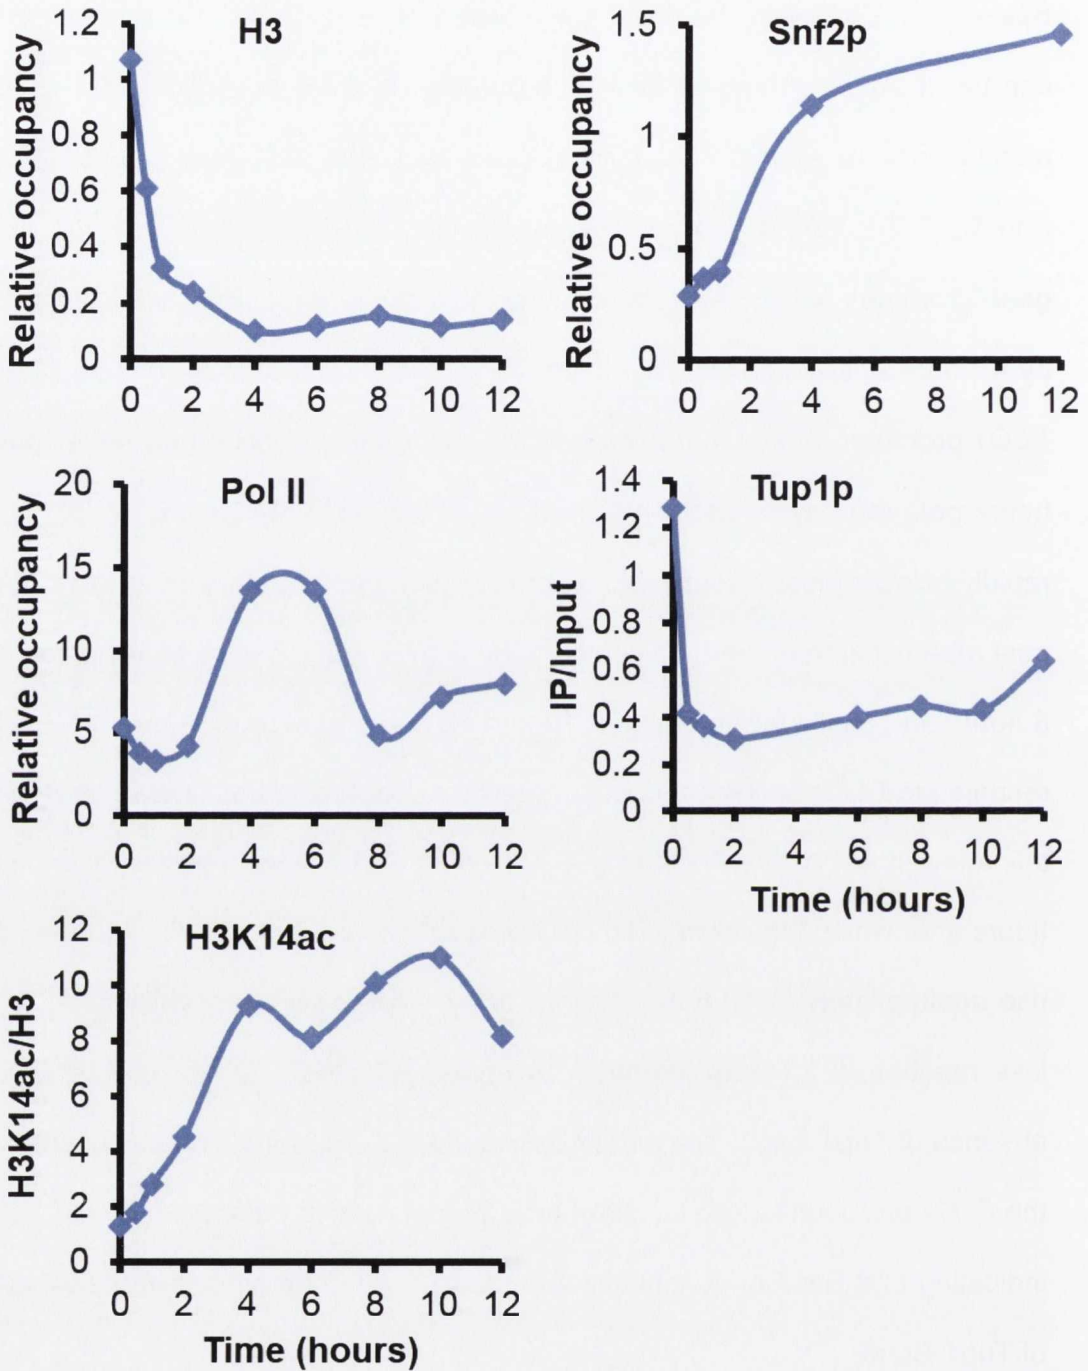 H3
Relative occupancy
1.2
1
0.8
0.6
0.4
0.2
0
0 2 4 6 8 10 12
Snf2p
Relative occupancy
1.5
1
0.5
0
0 2 4 6 8 10 12
Pol II
Relative occupancy
20
15
10
5
0
0 2 4 6 8 10 12
Tup1p
IP/Input
1.4
1.2
1
0.8
0.6
0.4
0.2
0
0 2 4 6 8 10 12
Time (hours)
H3K14ac
H3K14ac/H3
12
10
8
6
4
2
0
0 2 4 6 8 10 12
Time (hours)